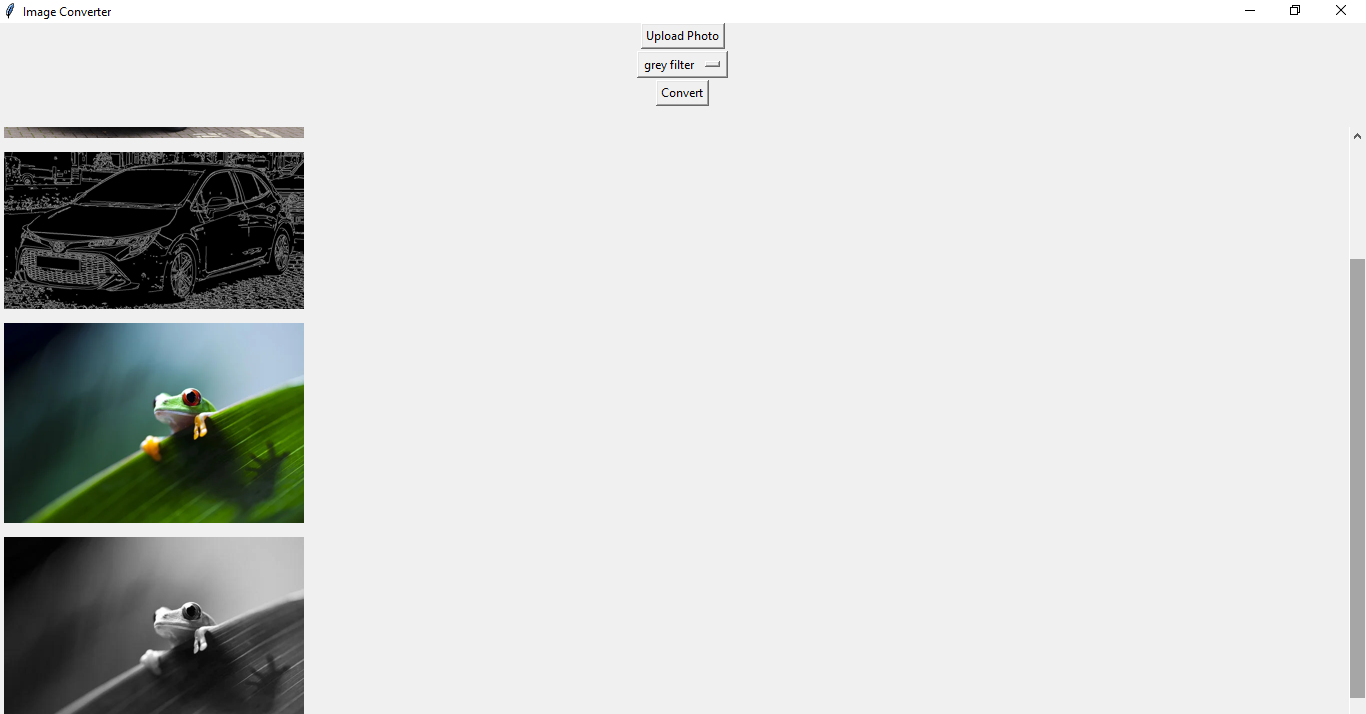 Image Converter
Upload Photo
grey filter
Convert